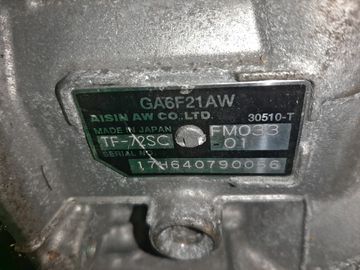 GA6F21AW
AISIN AW CO.,LTD. 30510-T
MADE IN JAPAN FM033
TF-72SC -01
SERIAL NO
17H640790056